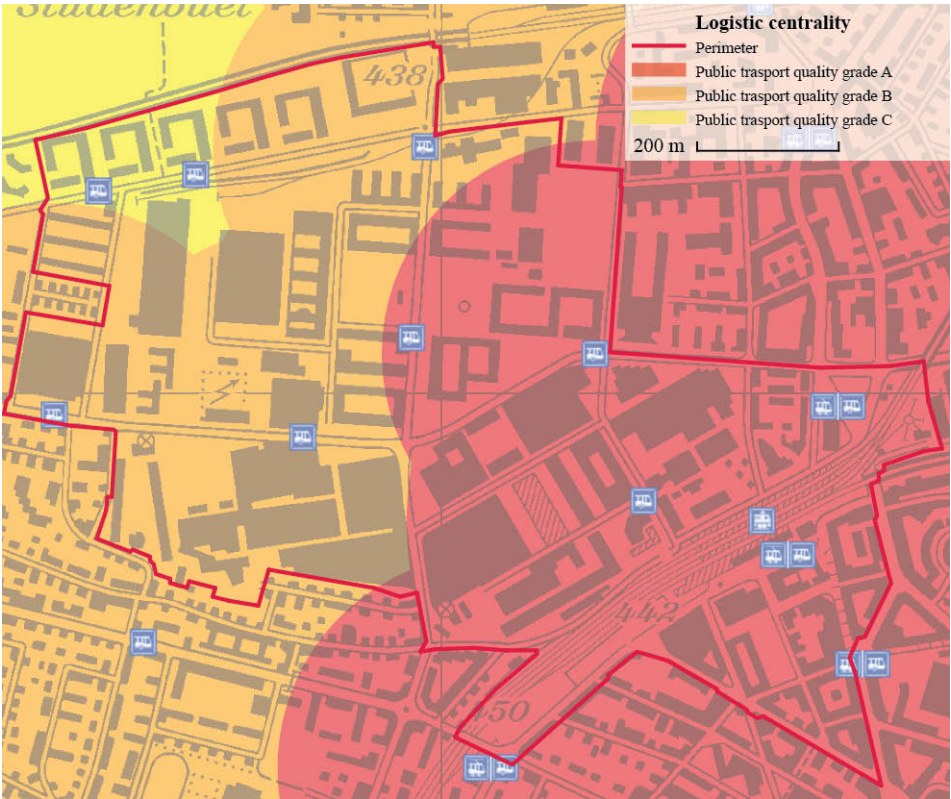 Studenbüel
438
Logistic centrality
Perimeter
Public trasport quality grade A
Public trasport quality grade B
Public trasport quality grade C
200 m
442
450